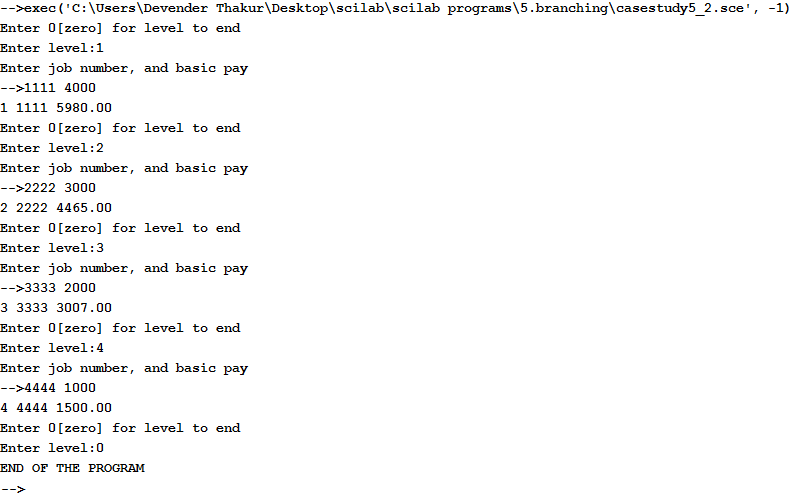 -->exec('C:\Users\Devender Thakur\Desktop\scilab\scilab programs\5.branching\casestudy5_2.sce', -1)
Enter 0[zero] for level to end
Enter level:1
Enter job number, and basic pay
-->1111 4000
1 1111 5980.00
Enter 0[zero] for level to end
Enter level:2
Enter job number, and basic pay
-->2222 3000
2 2222 4465.00
Enter 0[zero] for level to end
Enter level:3
Enter job number, and basic pay
-->3333 2000
3 3333 3007.00
Enter 0[zero] for level to end
Enter level:4
Enter job number, and basic pay
-->4444 1000
4 4444 1500.00
Enter 0[zero] for level to end
Enter level:0
END OF THE PROGRAM
-->